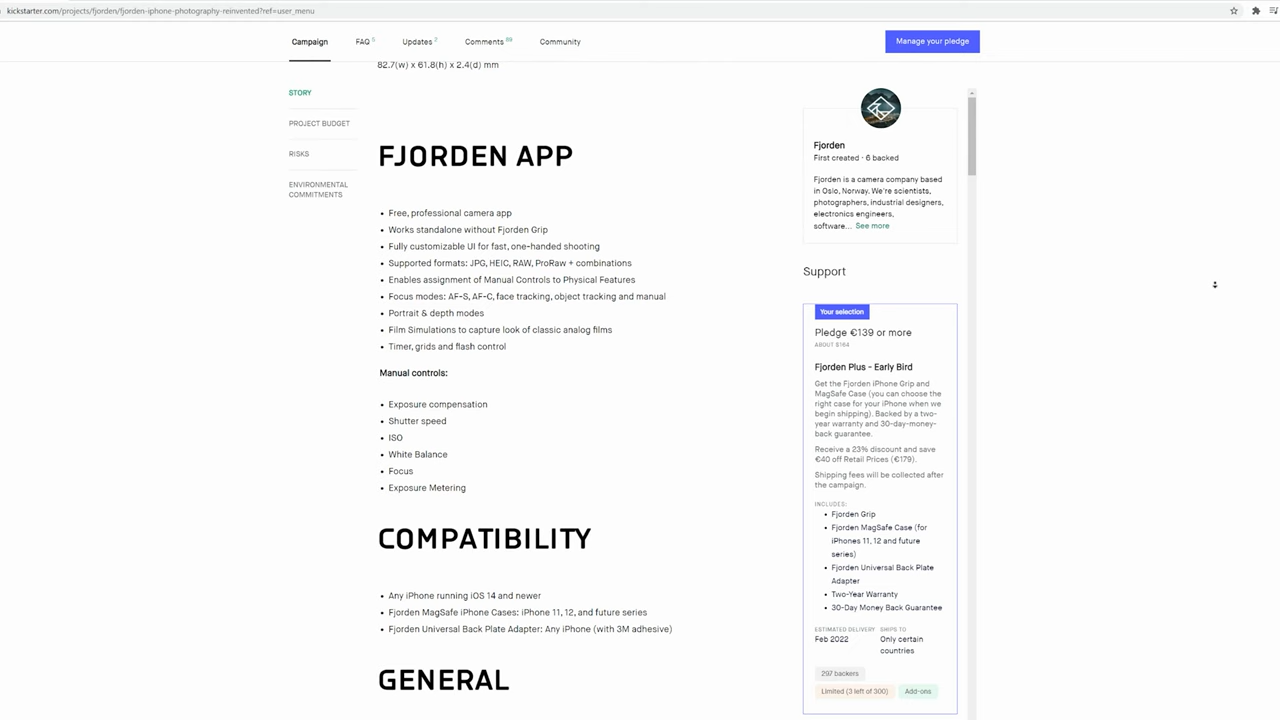 kickstarter.com/projects/fjorden/fjorden-iphone-photography-reinvented?ref=user_menu
Campaign FAQ 5 Updates 2 Comments 89 Community Manage your pledge
82.7(w) x 61.8(h) x 2.4(d) mm
STORY
PROJECT BUDGET
RISKS
ENVIRONMENTAL
COMMITMENTS
FJORDEN APP
• Free, professional camera app
• Works standalone without Fjorden Grip
• Fully customizable UI for fast, one-handed shooting
• Supported formats: JPG, HEIC, RAW, ProRaw + combinations
• Enables assignment of Manual Controls to Physical Features
• Focus modes: AF-S, AF-C, face tracking, object tracking and manual
• Portrait & depth modes
• Film Simulations to capture look of classic analog films
• Timer, grids and flash control
Manual controls:
• Exposure compensation
• Shutter speed
• ISO
• White Balance
• Focus
• Exposure Metering
COMPATIBILITY
• Any iPhone running iOS 14 and newer
• Fjorden MagSafe iPhone Cases: iPhone 11, 12, and future series
• Fjorden Universal Back Plate Adapter: Any iPhone (with 3M adhesive)
GENERAL
Fjorden
First created · 6 backed
Fjorden is a camera company based
in Oslo, Norway. We're scientists,
photographers, industrial designers,
electronics engineers,
software... See more
Support
Your selection
Pledge €139 or more
ABOUT $164
Fjorden Plus - Early Bird
Get the Fjorden iPhone Grip and
MagSafe Case (you can choose the
right case for your iPhone when we
begin shipping). Backed by a two-
year warranty and 30-day-money-
back guarantee.
Receive a 23% discount and save
€40 off Retail Prices (€179).
Shipping fees will be collected after
the campaign.
INCLUDES:
• Fjorden Grip
• Fjorden MagSafe Case (for
iPhones 11, 12 and future
series)
• Fjorden Universal Back Plate
Adapter
• Two-Year Warranty
• 30-Day Money Back Guarantee
ESTIMATED DELIVERY SHIPS TO
Feb 2022 Only certain
countries
297 backers
Limited (3 left of 300) Add-ons